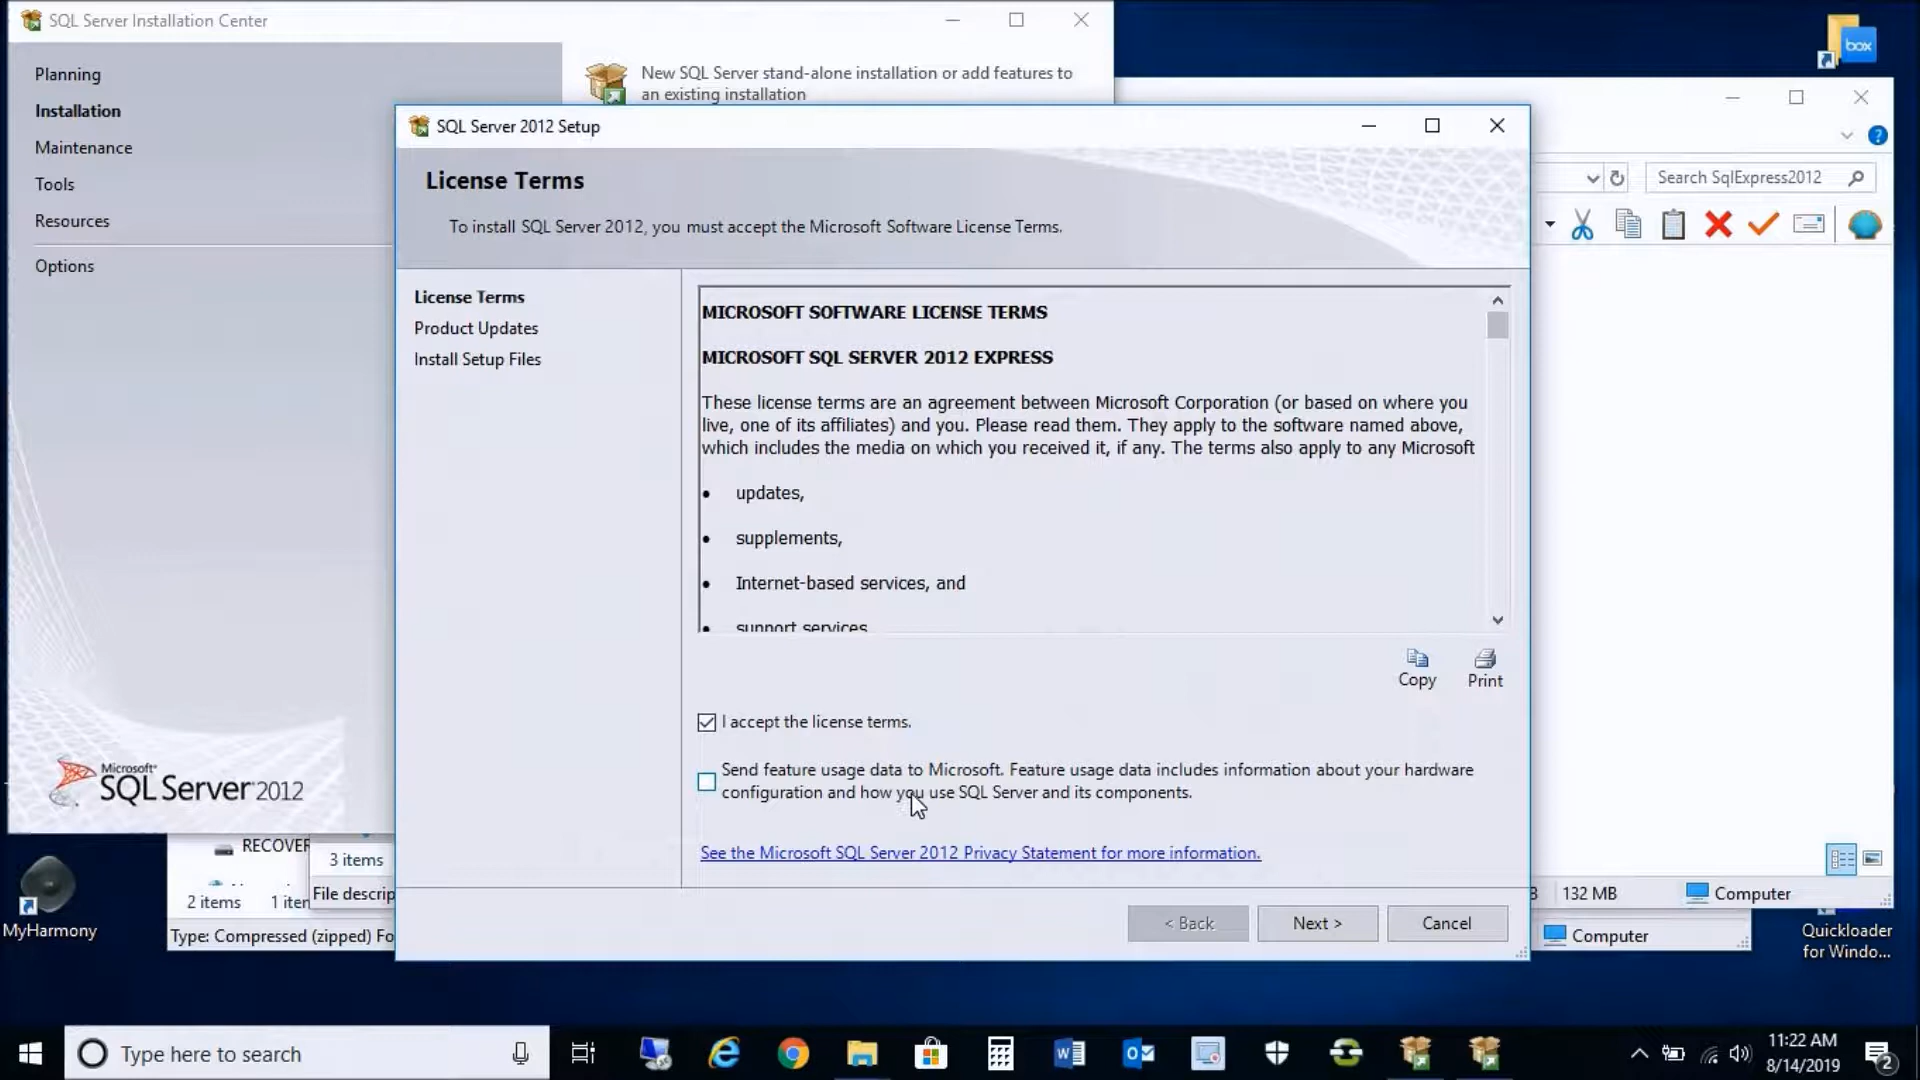 SQL Server Installation Center
Planning
Installation
Maintenance
Tools
Resources
Options
New SQL Server stand-alone installation or add features to
an existing installation
Microsoft
SQL Server 2012
SQL Server 2012 Setup
License Terms
To install SQL Server 2012, you must accept the Microsoft Software License Terms.
License Terms
Product Updates
Install Setup Files
MICROSOFT SOFTWARE LICENSE TERMS
MICROSOFT SQL SERVER 2012 EXPRESS
These license terms are an agreement between Microsoft Corporation (or based on where you
live, one of its affiliates) and you. Please read them. They apply to the software named above,
which includes the media on which you received it, if any. The terms also apply to any Microsoft
• updates,
• supplements,
• Internet-based services, and
• support services
Copy
Print
I accept the license terms.
Send feature usage data to Microsoft. Feature usage data includes information about your hardware
configuration and how you use SQL Server and its components.
See the Microsoft SQL Server 2012 Privacy Statement for more information.
< Back
Next >
Cancel
box
Search SqlExpress2012
132 MB
Computer
Computer
Quickloader
for Windo...
MyHarmony
RECOVER
3 items
2 items
File descrip
Type: Compressed (zipped) Fo
Type here to search
11:22 AM
8/14/2019
2